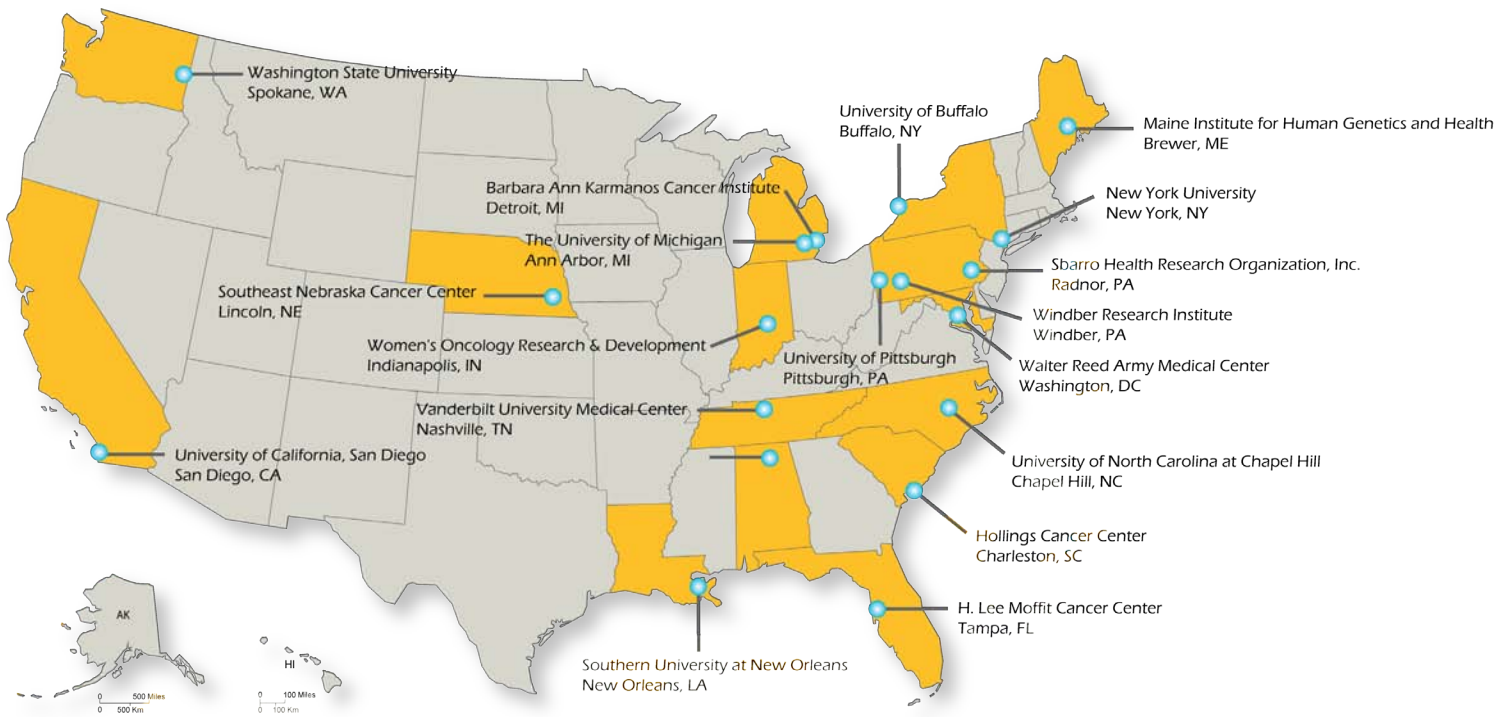 Washington State University
Spokane, WA
University of Buffalo
Buffalo, NY
Maine Institute for Human Genetics and Health
Brewer, ME
Barbara Ann Karmanos Cancer Institute
Detroit, MI
New York University
New York, NY
The University of Michigan
Ann Arbor, MI
Sbarro Health Research Organization, Inc.
Radnor, PA
Southeast Nebraska Cancer Center
Lincoln, NE
Windber Research Institute
Windber, PA
Women's Oncology Research & Development
Indianapolis, IN
University of Pittsburgh
Pittsburgh, PA
Walter Reed Army Medical Center
Washington, DC
Vanderbilt University Medical Center
Nashville, TN
University of California, San Diego
San Diego, CA
University of North Carolina at Chapel Hill
Chapel Hill, NC
Hollings Cancer Center
Charleston, SC
H. Lee Moffit Cancer Center
Tampa, FL
Southern University at New Orleans
New Orleans, LA
AK
0 500 Miles
0 500 Km
HI
0 100 Miles
0 100 Km